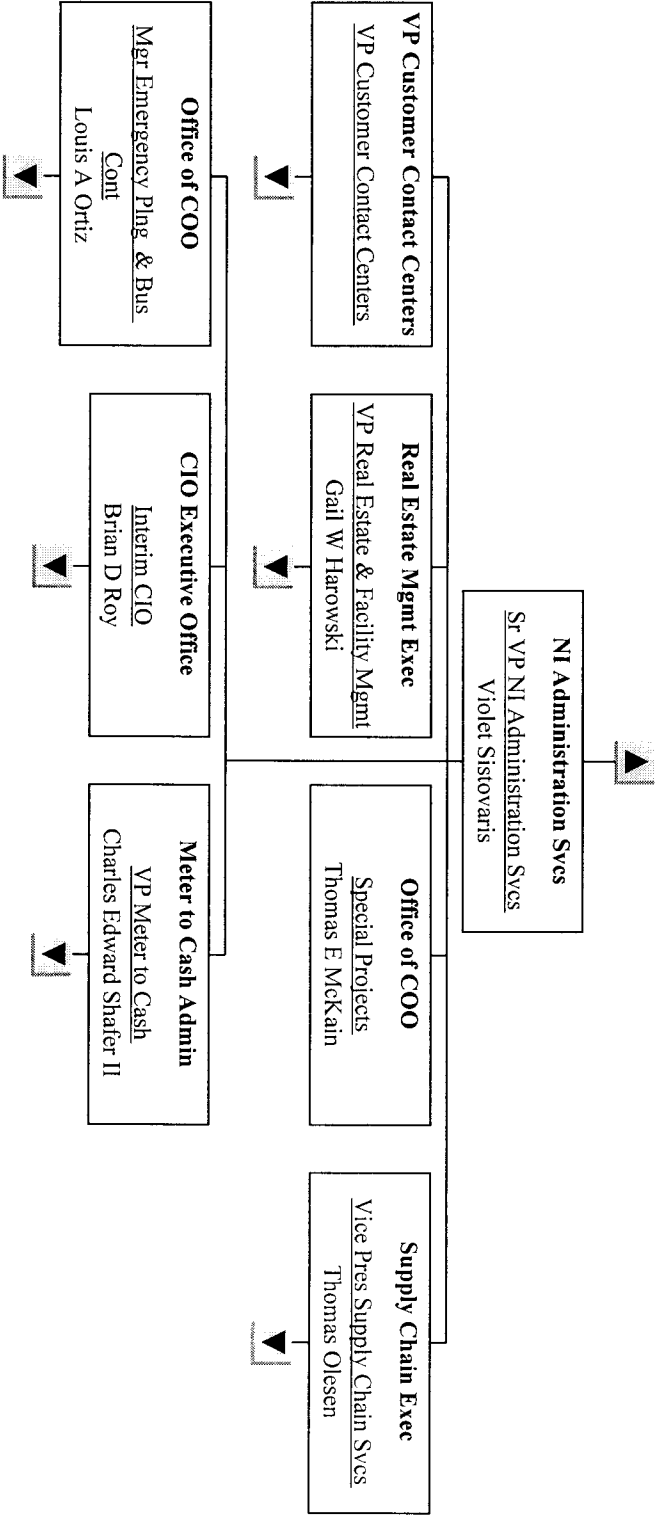 NI Administration Svcs
Sr VP NI Administration Svcs
Violet Sistovaris
VP Customer Contact Centers
VP Customer Contact Centers
Real Estate Mgmt Exec
VP Real Estate & Facility Mgmt
Gail W Harowski
Office of COO
Special Projects
Thomas E McKain
Supply Chain Exec
Vice Pres Supply Chain Svcs
Thomas Olesen
Office of COO
Mgr Emergency Plng & Bus
Cont
Louis A Ortiz
CIO Executive Office
Interim CIO
Brian D Roy
Meter to Cash Admin
VP Meter to Cash
Charles Edward Shafer II